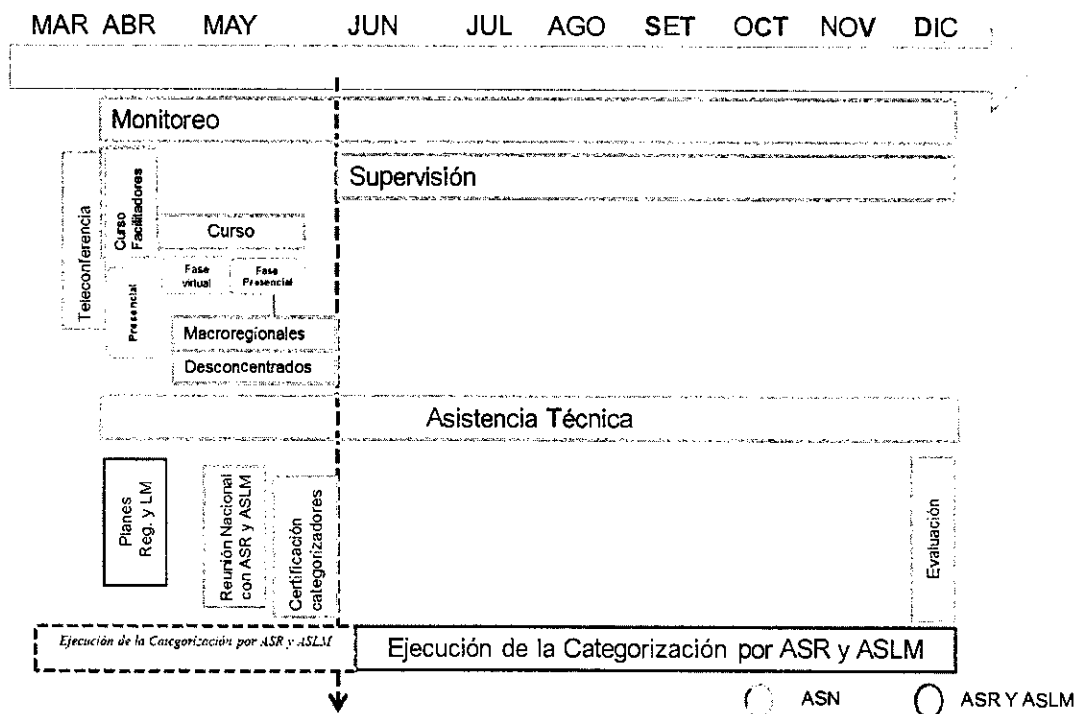 MAR ABR MAY JUN JUL AGO SET OCT NOV DIC
Monitoreo
Supervisión
Teleconferencia
Curso
Facilitadores
Presencial
Curso
Fase
virtual
Fase
Presencial
Macroregionales
Desconcentrados
Asistencia Técnica
Planes
Reg. y LM
Reunión Nacional
con ASR y ASLM
Certificación
categorizadores
Evaluación
Ejecución de la Categorización por ASR y ASLM
Ejecución de la Categorización por ASR y ASLM
ASN
ASR Y ASLM